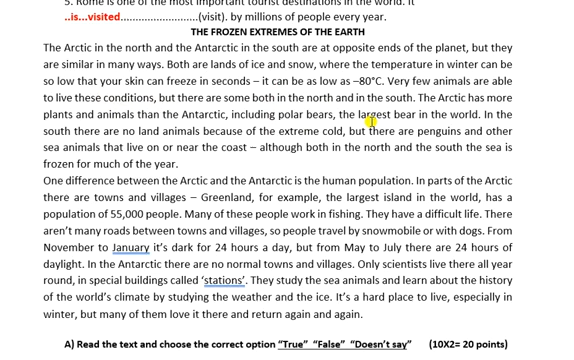 5. Rome is one of the most important tourist destinations in the world. It
..is...visited..........................(visit). by millions of people every year.
THE FROZEN EXTREMES OF THE EARTH
The Arctic in the north and the Antarctic in the south are at opposite ends of the planet, but they
are similar in many ways. Both are lands of ice and snow, where the temperature in winter can be
so low that your skin can freeze in seconds – it can be as low as –80°C. Very few animals are able
to live these conditions, but there are some both in the north and in the south. The Arctic has more
plants and animals than the Antarctic, including polar bears, the largest bear in the world. In the
south there are no land animals because of the extreme cold, but there are penguins and other
sea animals that live on or near the coast – although both in the north and the south the sea is
frozen for much of the year.
One difference between the Arctic and the Antarctic is the human population. In parts of the Arctic
there are towns and villages – Greenland, for example, the largest island in the world, has a
population of 55,000 people. Many of these people work in fishing. They have a difficult life. There
aren't many roads between towns and villages, so people travel by snowmobile or with dogs. From
November to January it's dark for 24 hours a day, but from May to July there are 24 hours of
daylight. In the Antarctic there are no normal towns and villages. Only scientists live there all year
round, in special buildings called 'stations'. They study the sea animals and learn about the history
of the world's climate by studying the weather and the ice. It's a hard place to live, especially in
winter, but many of them love it there and return again and again.
A) Read the text and choose the correct option "True" "False" "Doesn't say" (10X2= 20 points)